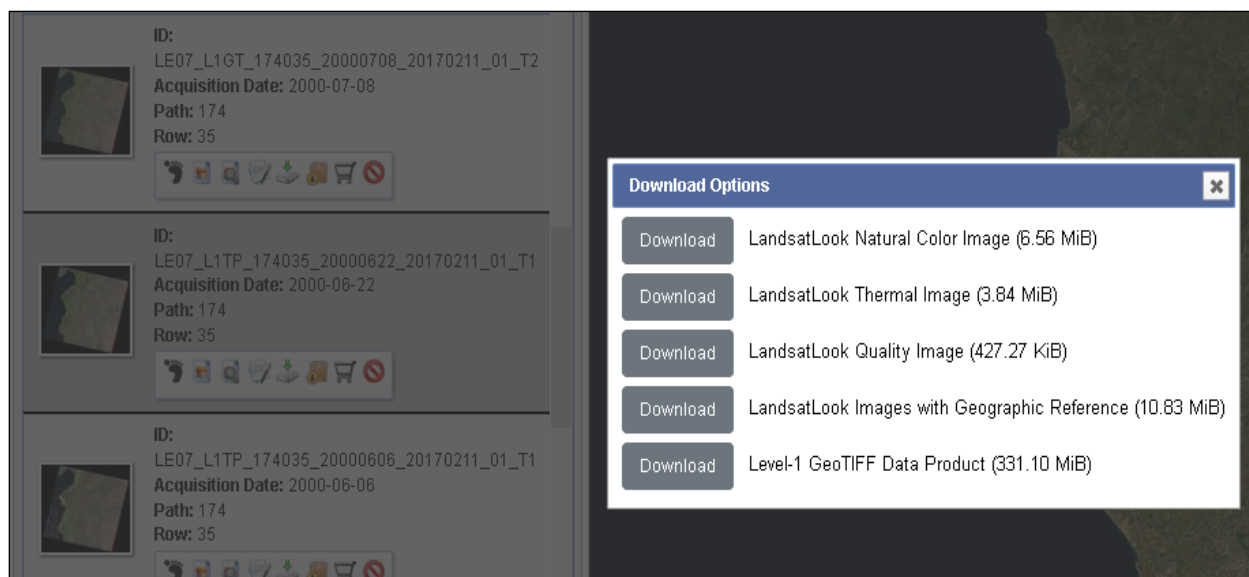 ID:
LE07_L1GT_174035_20000708_20170211_01_T2
Acquisition Date: 2000-07-08
Path: 174
Row: 35
ID:
LE07_L1TP_174035_20000622_20170211_01_T1
Acquisition Date: 2000-06-22
Path: 174
Row: 35
ID:
LE07_L1TP_174035_20000606_20170211_01_T1
Acquisition Date: 2000-06-06
Path: 174
Row: 35
Download Options
Download LandsatLook Natural Color Image (6.56 MiB)
Download LandsatLook Thermal Image (3.84 MiB)
Download LandsatLook Quality Image (427.27 KiB)
Download LandsatLook Images with Geographic Reference (10.83 MiB)
Download Level-1 GeoTIFF Data Product (331.10 MiB)